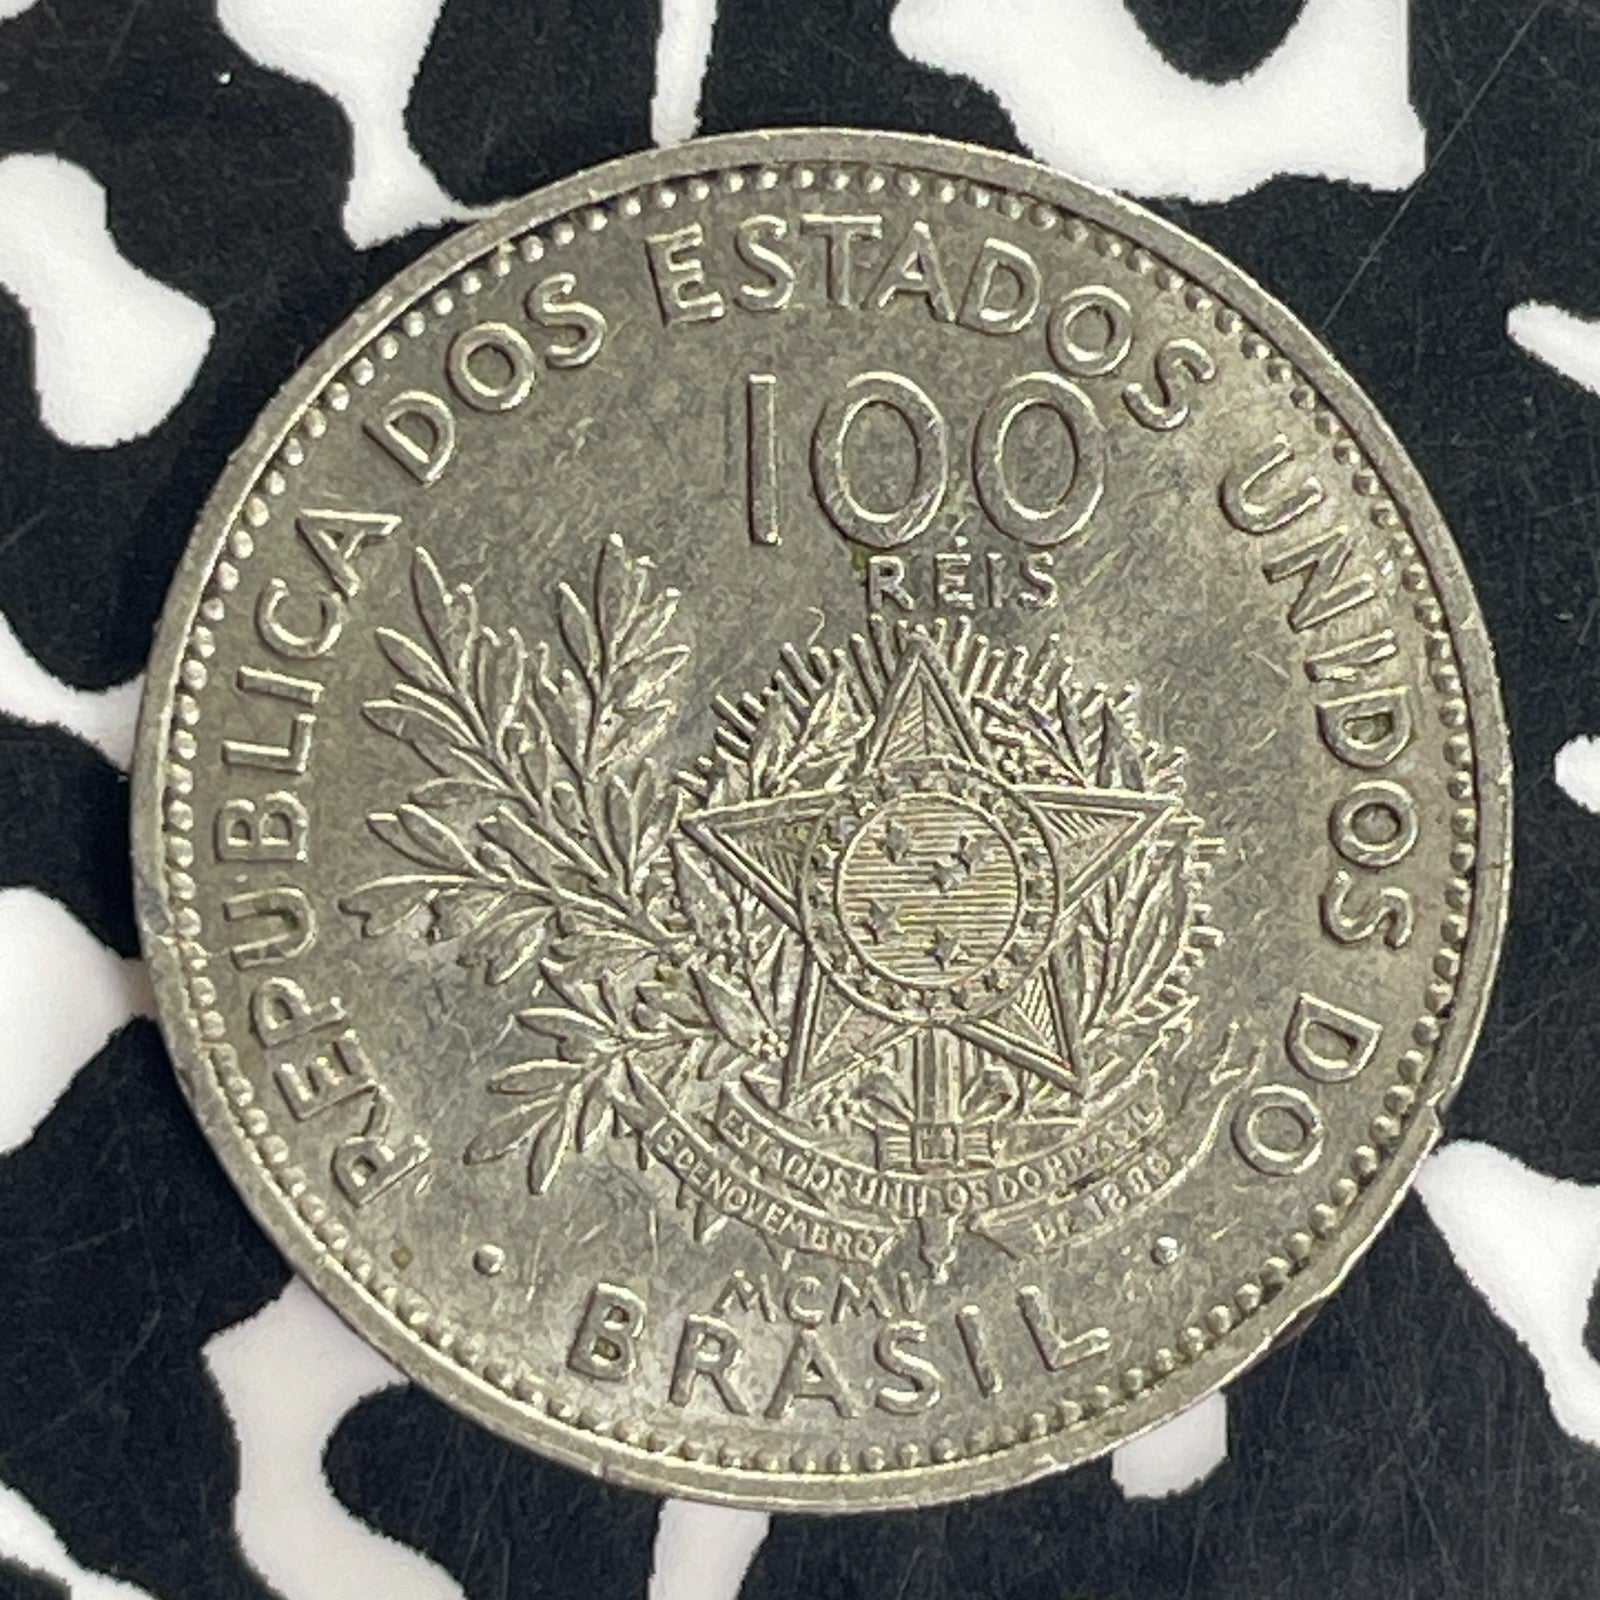 REPUBLICA DOS ESTADOS UNIDOS DO
100
RÉIS
ESTADOS UNIDOS DO BRASIL
15 DE NOVEMBRO DE 1889
MCMI
• BRASIL •